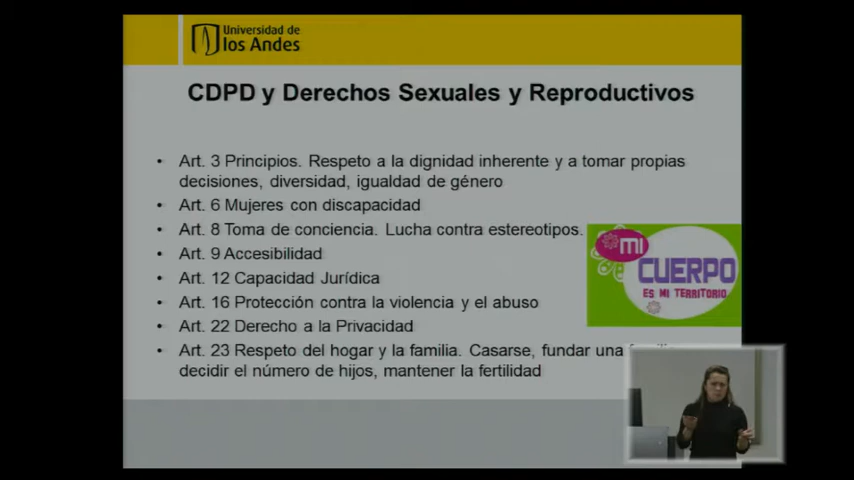 Universidad de
los Andes
CDPD y Derechos Sexuales y Reproductivos
• Art. 3 Principios. Respeto a la dignidad inherente y a tomar propias
decisiones, diversidad, igualdad de género
• Art. 6 Mujeres con discapacidad
• Art. 8 Toma de conciencia. Lucha contra estereotipos.
• Art. 9 Accesibilidad
• Art. 12 Capacidad Jurídica
• Art. 16 Protección contra la violencia y el abuso
• Art. 22 Derecho a la Privacidad
• Art. 23 Respeto del hogar y la familia. Casarse, fundar una
decidir el número de hijos, mantener la fertilidad
mi
CUERPO
ES MI TERRITORIO